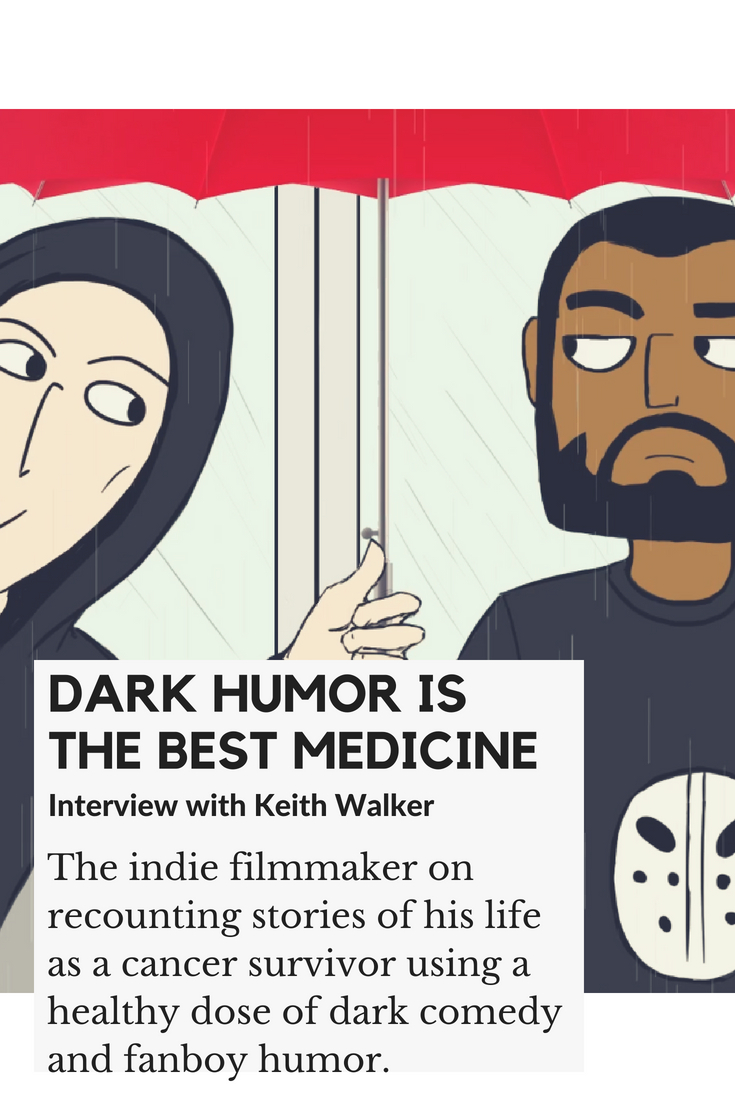 DARK HUMOR IS
THE BEST MEDICINE
Interview with Keith Walker
The indie filmmaker on
recounting stories of his life
as a cancer survivor using a
healthy dose of dark comedy
and fanboy humor.